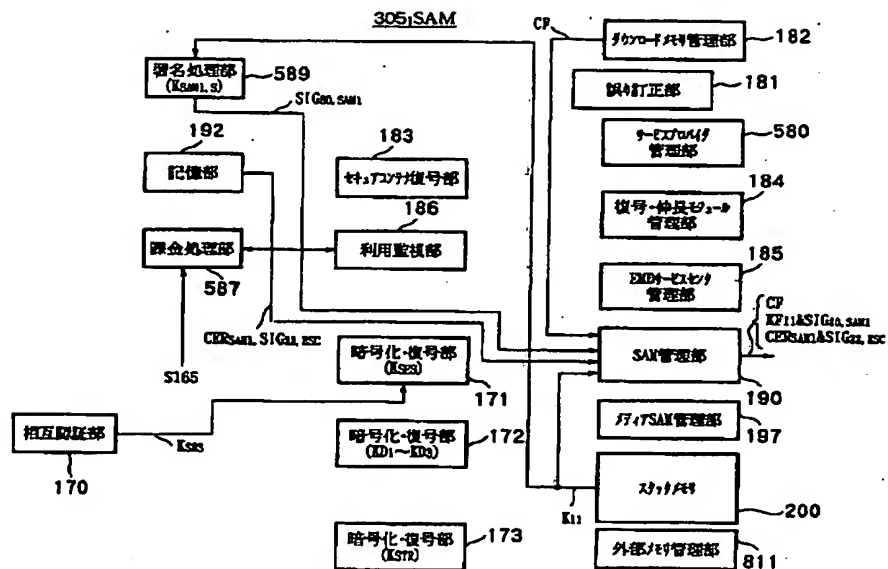 305₁SAM
CF
ダウンロードメモリ管理部
182
署名処理部
(KSAM1,S)
589
誤り訂正部
181
SIG80,SAM1
192
記憶部
183
セキュアコンテナ復号部
サービスプロバイダ
管理部
580
186
利用監視部
184
復号・伸長モジュール
管理部
課金処理部
587
185
EMDサービスセンタ
管理部
CERSAM1,SIG22,ESC
S165
CF
SAM管理部
190
暗号化・復号部
(KSES)
171
相互認証部
170
KSES
暗号化・復号部
(KD1〜KD3)
172
メディアSAM管理部
197
スタックメモリ
200
K11
暗号化・復号部
(KSTR)
173
外部メモリ管理部
811